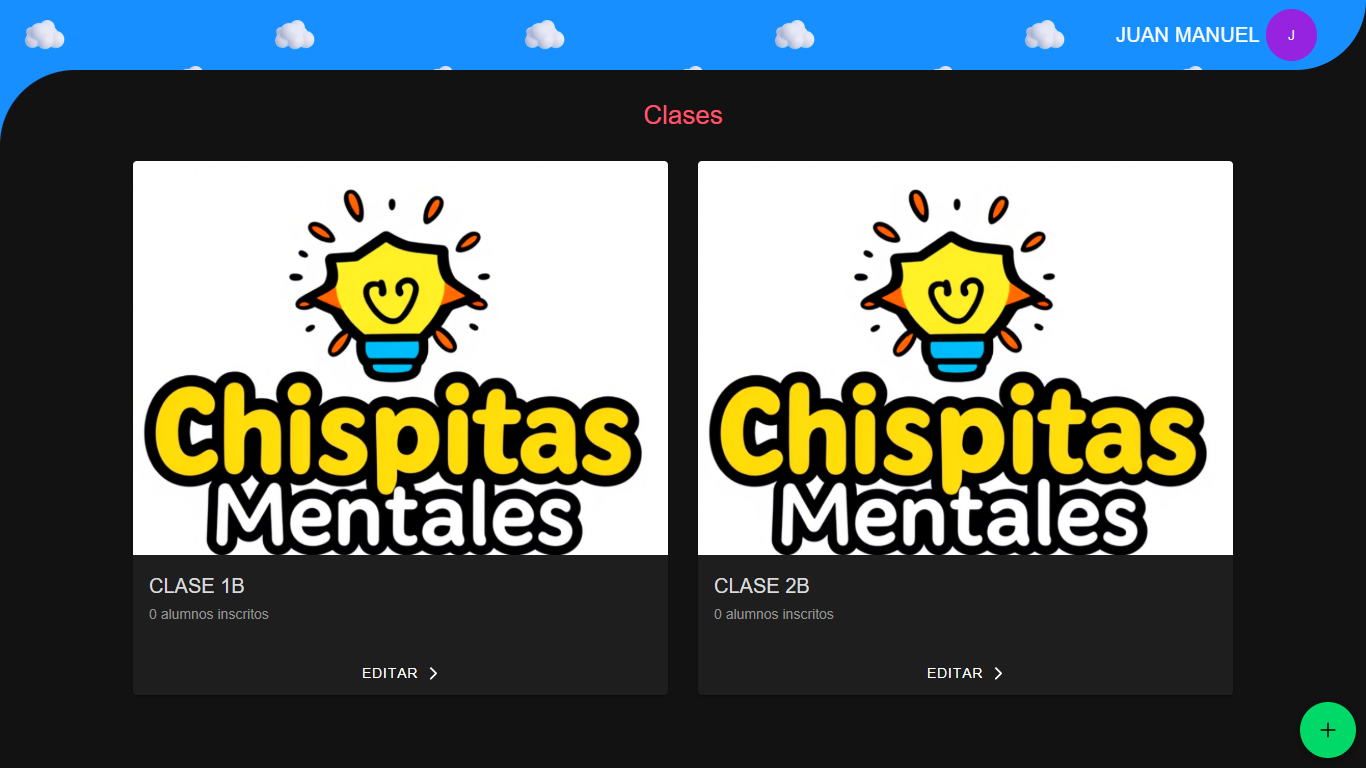 JUAN MANUEL
J
Clases
Chispitas
Mentales
CLASE 1B
0 alumnos inscritos
EDITAR
Chispitas
Mentales
CLASE 2B
0 alumnos inscritos
EDITAR